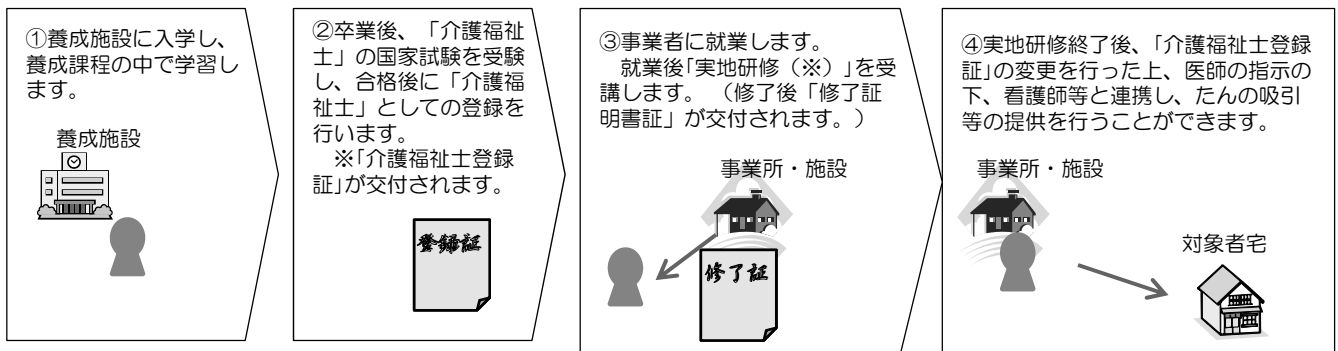 ①養成施設に入学し、
養成課程の中で学習し
ます。
養成施設
②卒業後、「介護福祉
士」の国家試験を受験
し、合格後に「介護福
祉士」としての登録を
行います。
※「介護福祉士登録
証」が交付されます。
登録証
③事業者に就業します。
就業後「実地研修（※）」を受
講します。（修了後「修了証
明書証」が交付されます。）
事業所・施設
修了証
④実地研修終了後、「介護福祉士登録
証」の変更を行った上、医師の指示の
下、看護師等と連携し、たんの吸引
等の提供を行うことができます。
事業所・施設
対象者宅